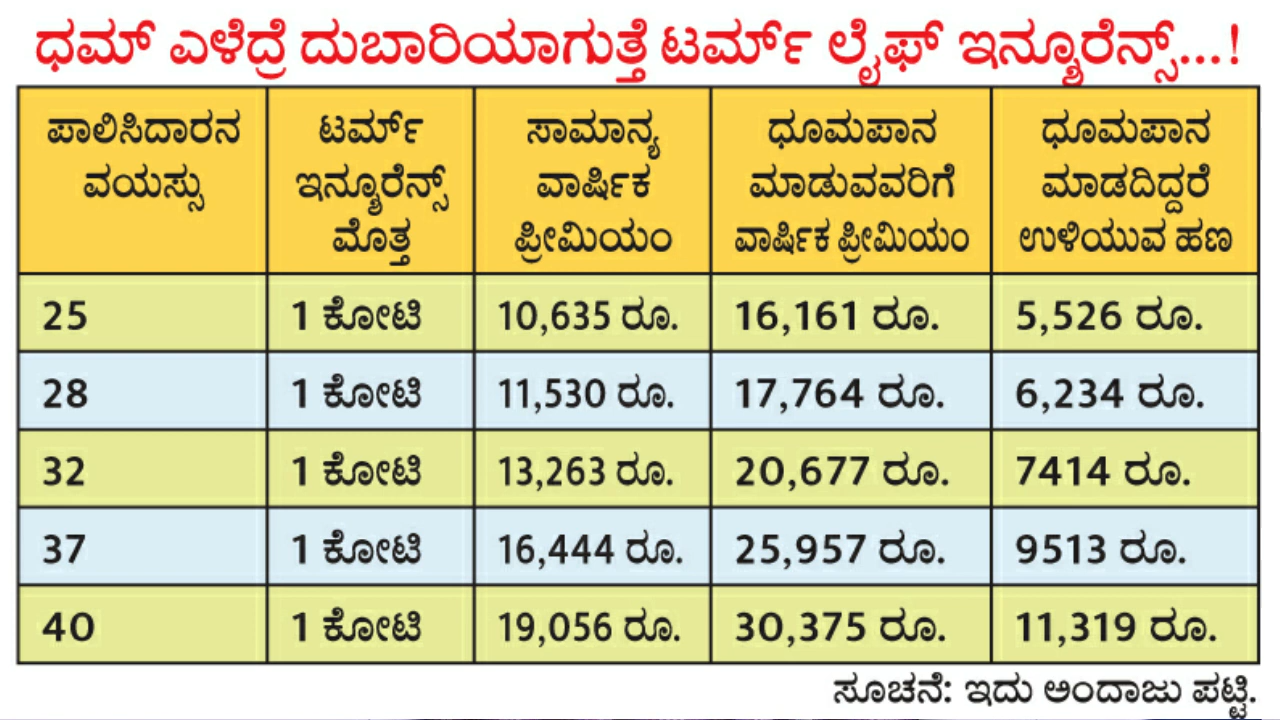 ಧಮ್ ಎಳೆದ್ರೆ ದುಬಾರಿಯಾಗುತ್ತೆ ಟರ್ಮ್ ಲೈಫ್ ಇನ್ಶೂರೆನ್ಸ್...!
ಪಾಲಿಸಿದಾರನ ವಯಸ್ಸು ಟರ್ಮ್ ಇನ್ಶೂರೆನ್ಸ್ ಮೊತ್ತ ಸಾಮಾನ್ಯ ವಾರ್ಷಿಕ ಪ್ರೀಮಿಯಂ ಧೂಮಪಾನ ಮಾಡುವವರಿಗೆ ವಾರ್ಷಿಕ ಪ್ರೀಮಿಯಂ ಧೂಮಪಾನ ಮಾಡದಿದ್ದರೆ ಉಳಿಯುವ ಹಣ
25 1 ಕೋಟಿ 10,635 ರೂ. 16,161 ರೂ. 5,526 ರೂ.
28 1 ಕೋಟಿ 11,530 ರೂ. 17,764 ರೂ. 6,234 ರೂ.
32 1 ಕೋಟಿ 13,263 ರೂ. 20,677 ರೂ. 7414 ರೂ.
37 1 ಕೋಟಿ 16,444 ರೂ. 25,957 ರೂ. 9513 ರೂ.
40 1 ಕೋಟಿ 19,056 ರೂ. 30,375 ರೂ. 11,319 ರೂ.
ಸೂಚನೆ: ಇದು ಅಂದಾಜು ಪಟ್ಟಿ.